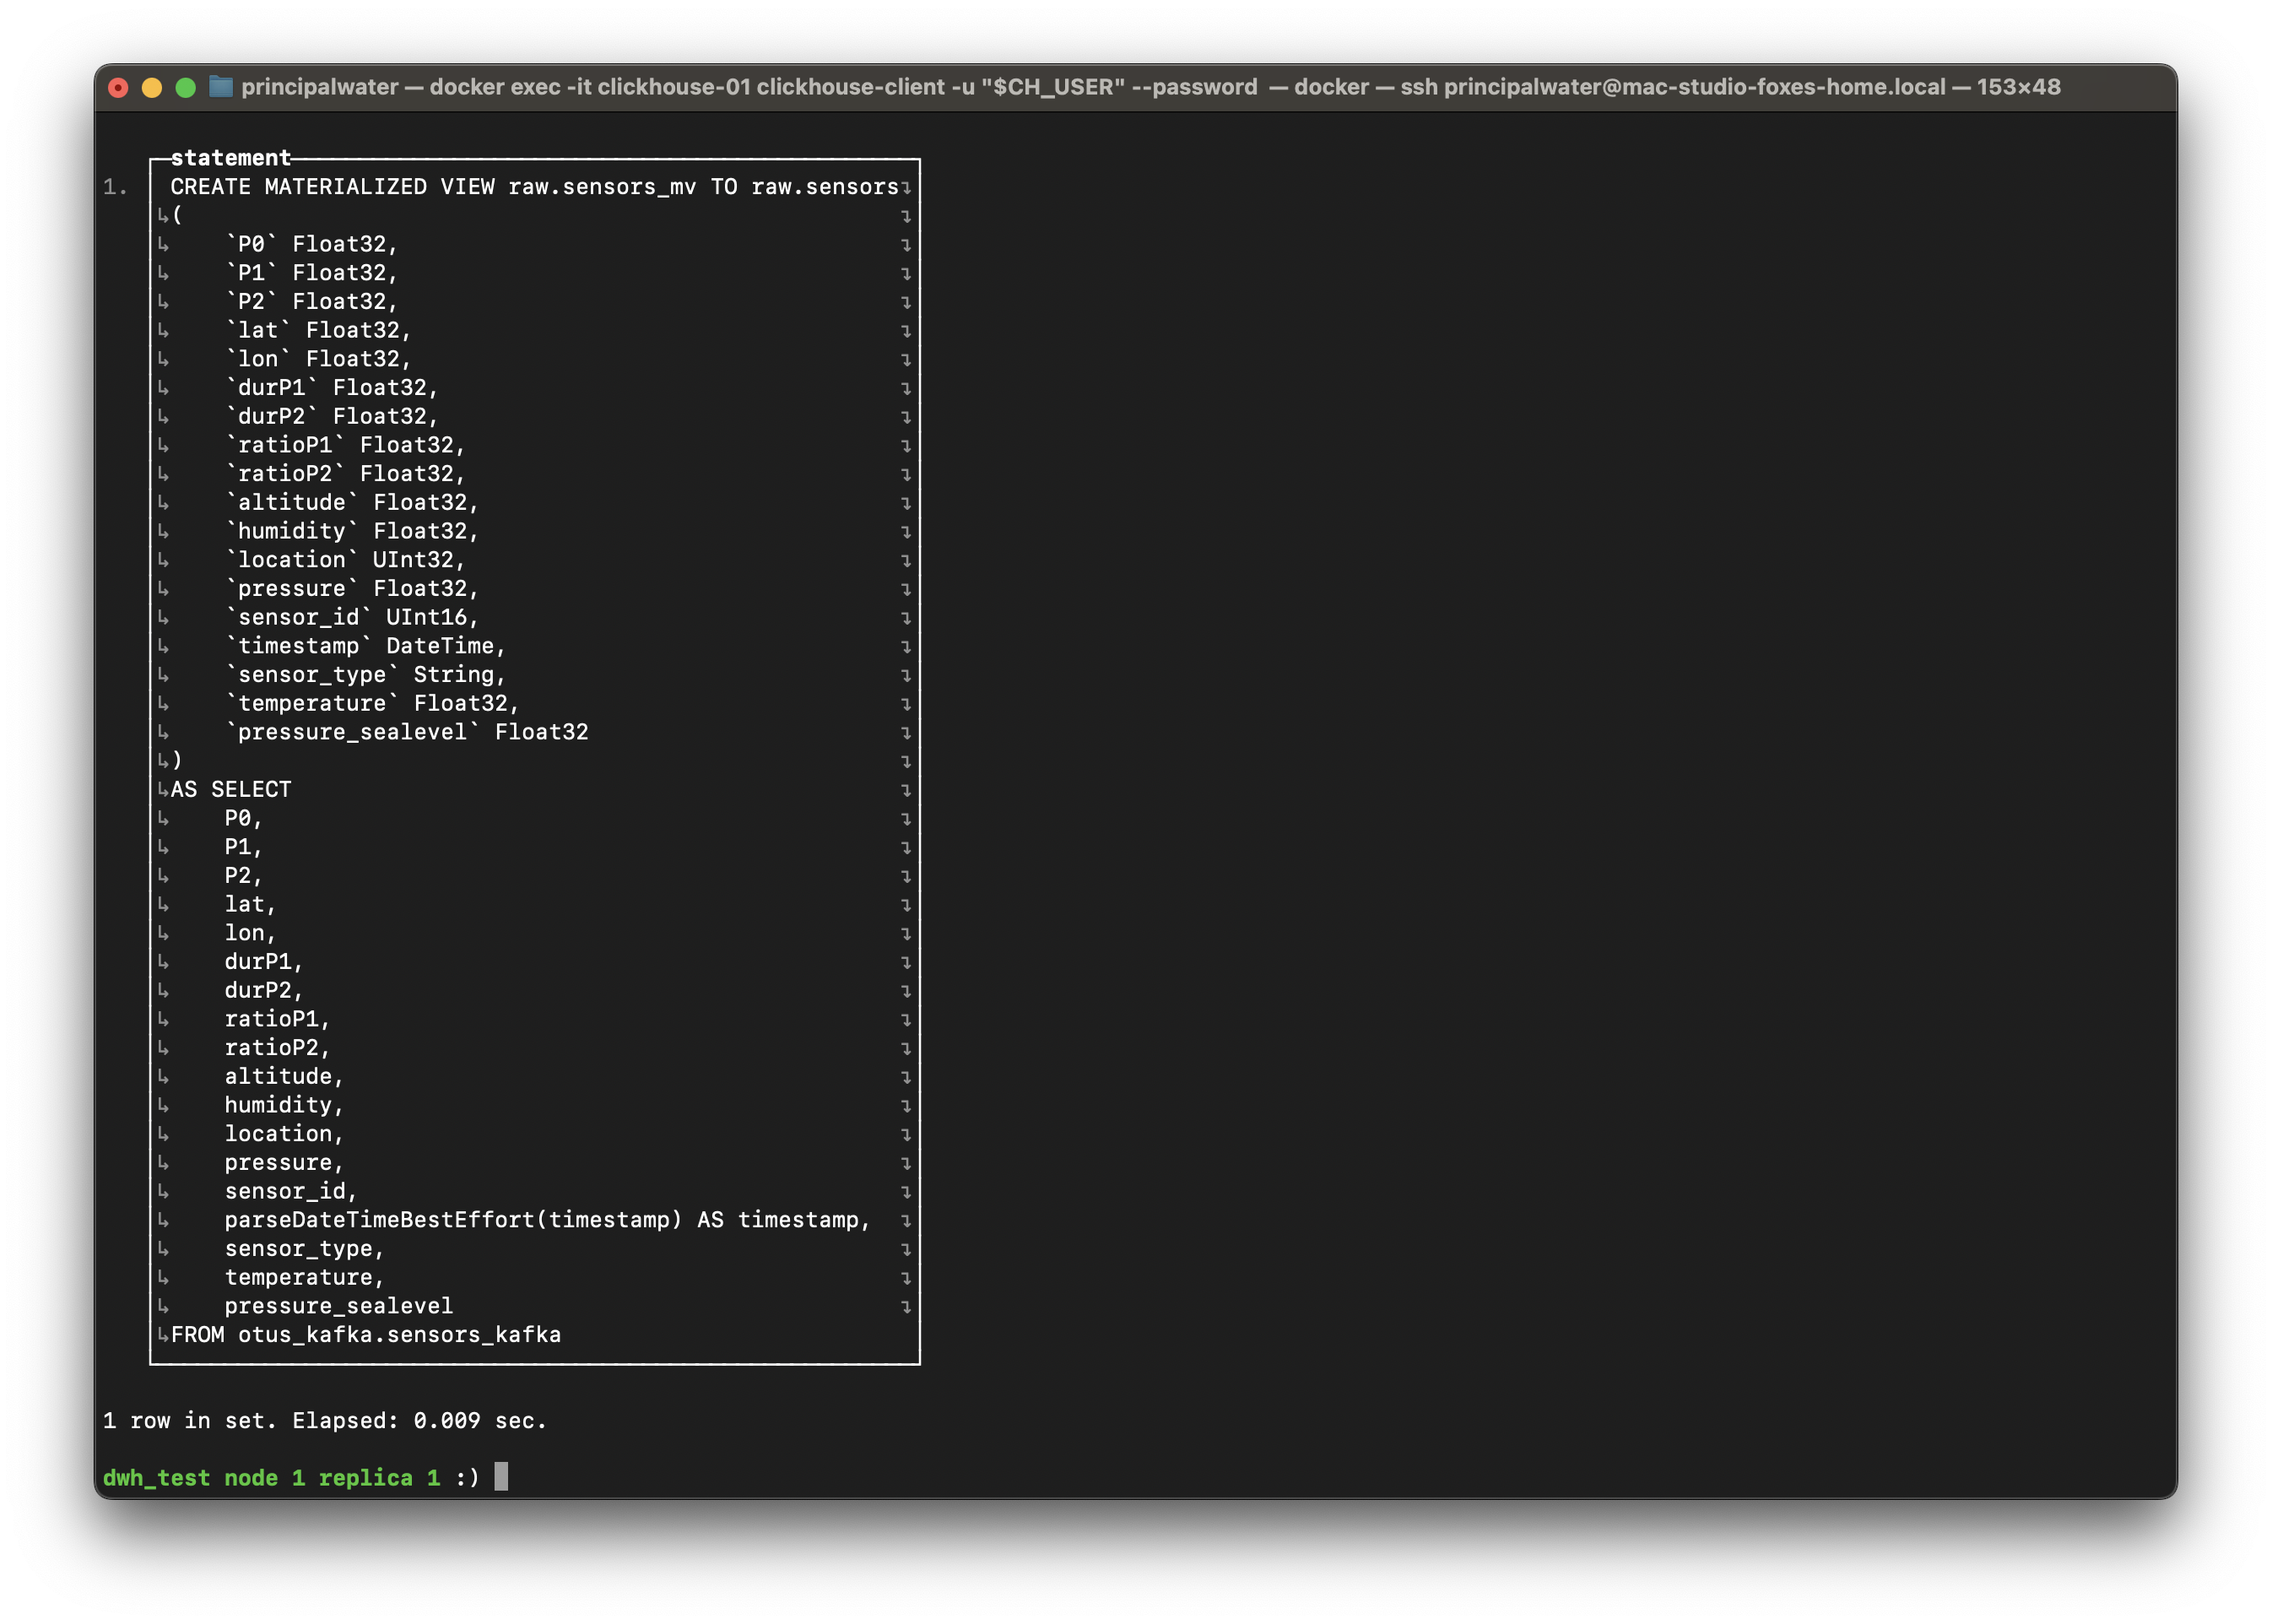 principalwater — docker exec -it clickhouse-01 clickhouse-client -u "$CH_USER" --password — docker — ssh principalwater@mac-studio-foxes-home.local — 153×48
statement
1. CREATE MATERIALIZED VIEW raw.sensors_mv TO raw.sensors
(
`P0` Float32,
`P1` Float32,
`P2` Float32,
`lat` Float32,
`lon` Float32,
`durP1` Float32,
`durP2` Float32,
`ratioP1` Float32,
`ratioP2` Float32,
`altitude` Float32,
`humidity` Float32,
`location` UInt32,
`pressure` Float32,
`sensor_id` UInt16,
`timestamp` DateTime,
`sensor_type` String,
`temperature` Float32,
`pressure_sealevel` Float32
)
AS SELECT
P0,
P1,
P2,
lat,
lon,
durP1,
durP2,
ratioP1,
ratioP2,
altitude,
humidity,
location,
pressure,
sensor_id,
parseDateTimeBestEffort(timestamp) AS timestamp,
sensor_type,
temperature,
pressure_sealevel
FROM otus_kafka.sensors_kafka
1 row in set. Elapsed: 0.009 sec.
dwh_test node 1 replica 1 :)